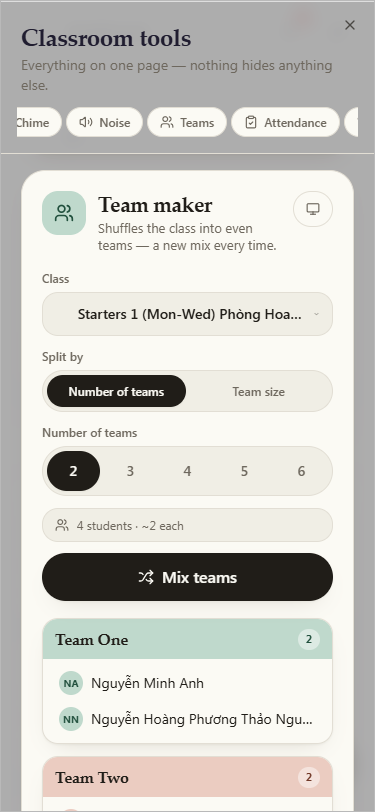 Classroom tools
Everything on one page — nothing hides anything
else.
Chime
Noise
Teams
Attendance
Team maker
Shuffles the class into even
teams — a new mix every time.
Class
Starters 1 (Mon-Wed) Phòng Hoa...
Split by
Number of teams
Team size
Number of teams
2
3
4
5
6
4 students · ~2 each
Mix teams
Team One
2
NA
Nguyễn Minh Anh
NN
Nguyễn Hoàng Phương Thảo Ngu...
Team Two
2